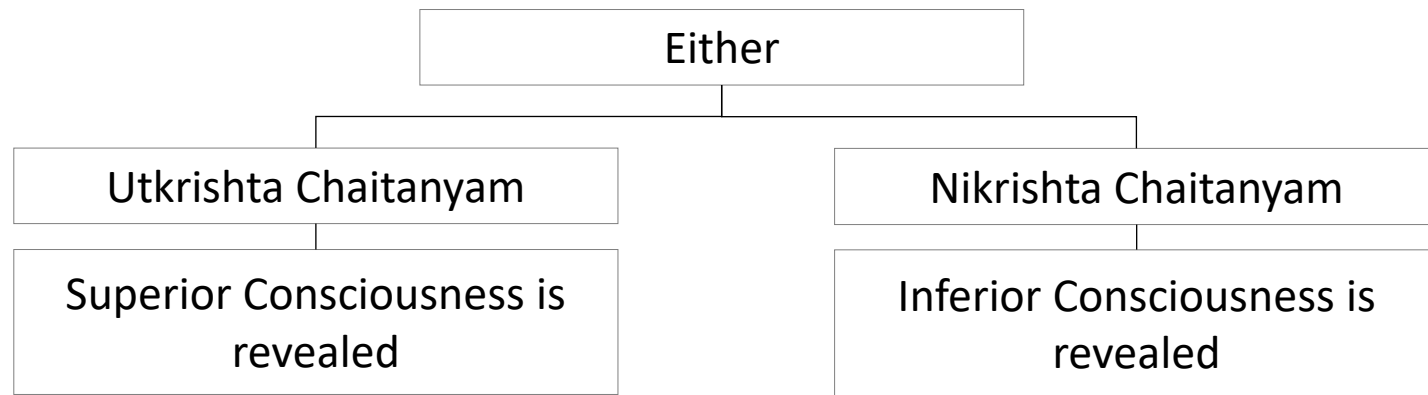 Either
Utkrishta Chaitanyam
Superior Consciousness is
revealed
Nikrishta Chaitanyam
Inferior Consciousness is
revealed